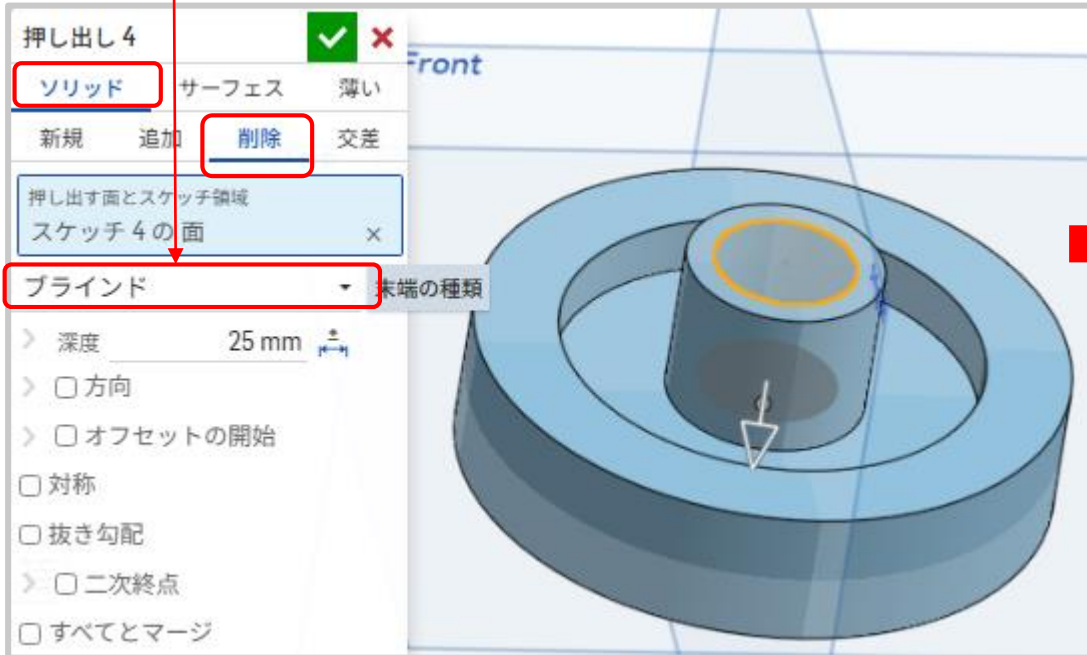 押し出し 4
ソリッド サーフェス 薄い
新規 追加 削除 交差
押し出す面とスケッチ領域
スケッチ 4 の 面
ブラインド
末端の種類
深度 25 mm
方向
オフセットの開始
対称
抜き勾配
二次終点
すべてとマージ
Front